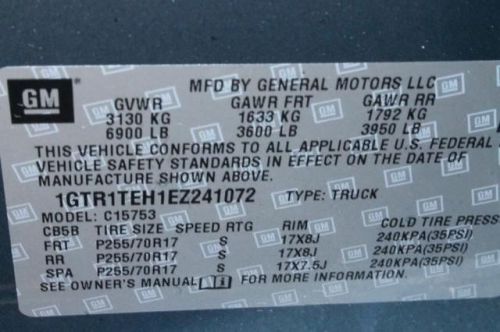 GM
MFD BY GENERAL MOTORS LLC
GVWR GAWR FRT GAWR RR
3130 KG 1633 KG 1792 KG
6900 LB 3600 LB 3950 LB
THIS VEHICLE CONFORMS TO ALL APPLICABLE U.S. FEDERAL
VEHICLE SAFETY STANDARDS IN EFFECT ON THE DATE OF
MANUFACTURE SHOWN ABOVE.
1GTR1TEH1EZ241072 TYPE: TRUCK
MODEL: C15753
CB5B TIRE SIZE SPEED RTG RIM COLD TIRE PRESSU
FRT P255/70R17 S 17X8J 240KPA(35PSI)
RR P255/70R17 S 17X8J 240KPA(35PSI)
SPA P255/70R17 S 17X7.5J 240KPA(35PSI)
SEE OWNER'S MANUAL FOR MORE INFORMATION.